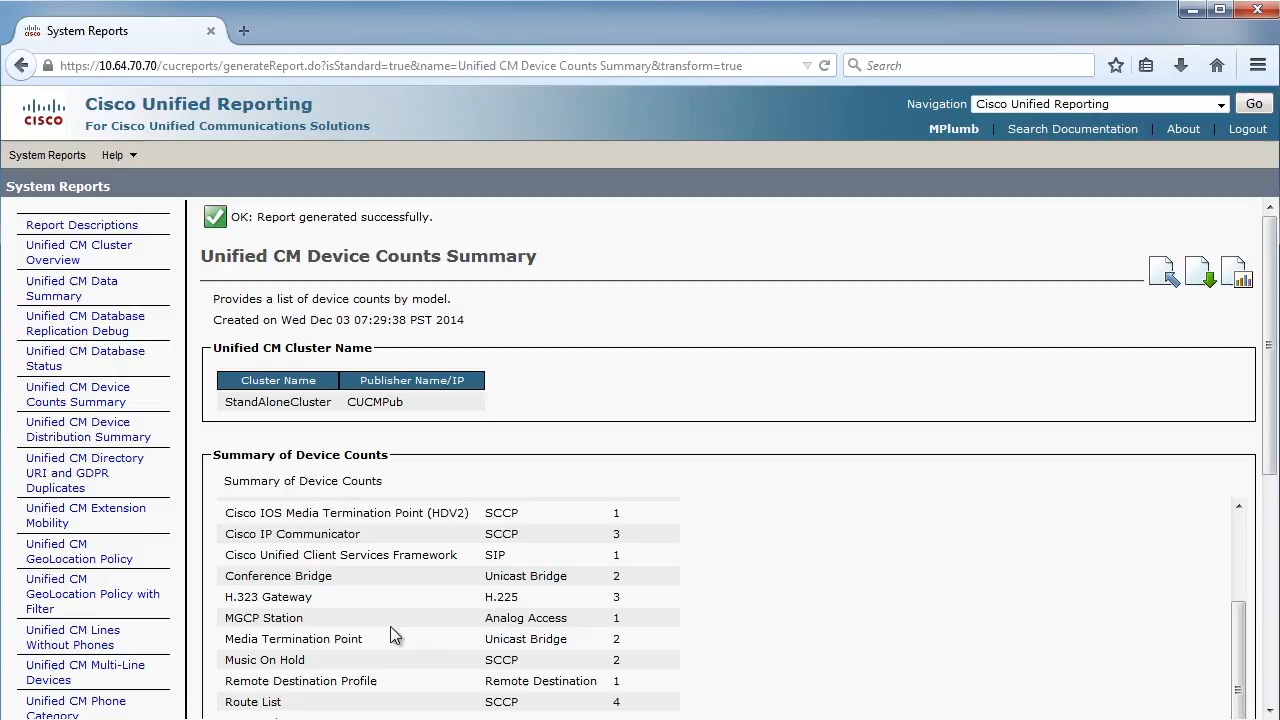 System Reports
https://10.64.70.70/cucreports/generateReport.do?isStandard=true&name=Unified CM Device Counts Summary&transform=true
Search
CISCO
Cisco Unified Reporting
For Cisco Unified Communications Solutions
Navigation Cisco Unified Reporting Go
MPlumb | Search Documentation | About | Logout
System Reports Help
System Reports
Report Descriptions
Unified CM Cluster
Overview
Unified CM Data
Summary
Unified CM Database
Replication Debug
Unified CM Database
Status
Unified CM Device
Counts Summary
Unified CM Device
Distribution Summary
Unified CM Directory
URI and GDPR
Duplicates
Unified CM Extension
Mobility
Unified CM
GeoLocation Policy
Unified CM
GeoLocation Policy with
Filter
Unified CM Lines
Without Phones
Unified CM Multi-Line
Devices
Unified CM Phone
Category
OK: Report generated successfully.
Unified CM Device Counts Summary
Provides a list of device counts by model.
Created on Wed Dec 03 07:29:38 PST 2014
Unified CM Cluster Name
Cluster Name Publisher Name/IP
StandAloneCluster CUCMPub
Summary of Device Counts
Summary of Device Counts
Cisco IOS Media Termination Point (HDV2) SCCP 1
Cisco IP Communicator SCCP 3
Cisco Unified Client Services Framework SIP 1
Conference Bridge Unicast Bridge 2
H.323 Gateway H.225 3
MGCP Station Analog Access 1
Media Termination Point Unicast Bridge 2
Music On Hold SCCP 2
Remote Destination Profile Remote Destination 1
Route List SCCP 4